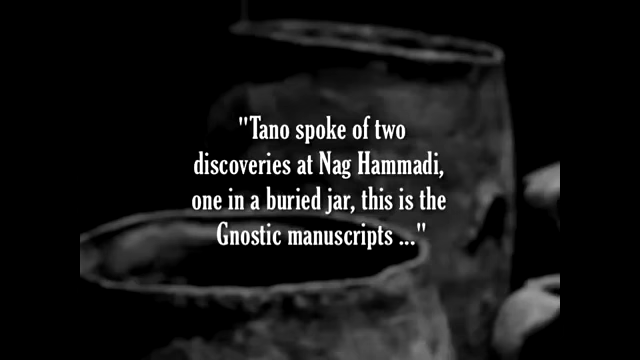 "Tano spoke of two
discoveries at Nag Hammadi,
one in a buried jar, this is the
Gnostic manuscripts ..."